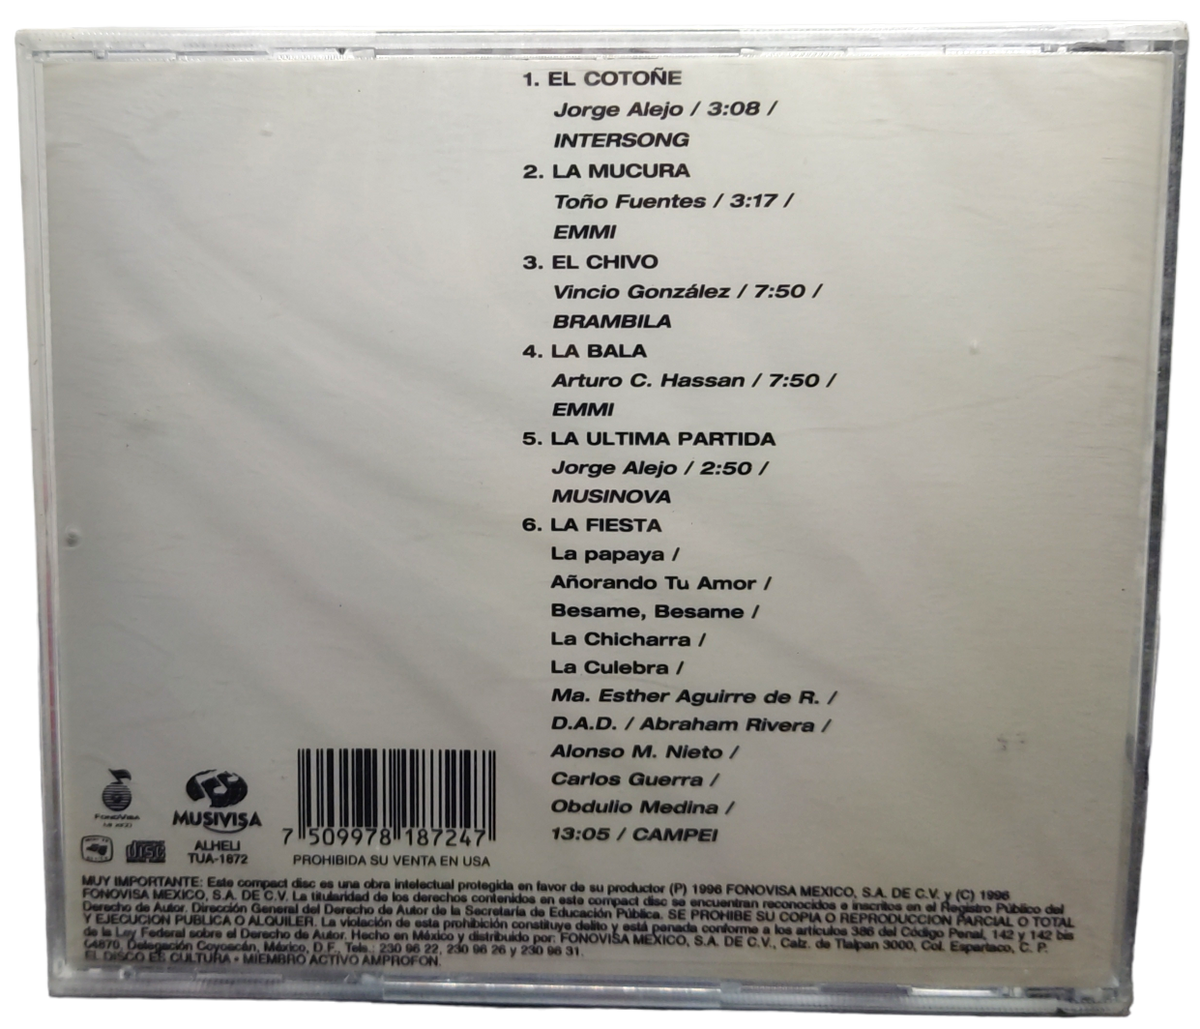 1. EL COTOÑE
Jorge Alejo / 3:08 /
INTERSONG
2. LA MUCURA
Toño Fuentes / 3:17 /
EMMI
3. EL CHIVO
Vincio González / 7:50 /
BRAMBILA
4. LA BALA
Arturo C. Hassan / 7:50 /
EMMI
5. LA ULTIMA PARTIDA
Jorge Alejo / 2:50 /
MUSINOVA
6. LA FIESTA
La papaya /
Añorando Tu Amor /
Besame, Besame /
La Chicharra /
La Culebra /
Ma. Esther Aguirre de R. /
D.A.D. / Abraham Rivera /
Alonso M. Nieto /
Carlos Guerra /
Obdulio Medina /
13:05 / CAMPEI
FONOVISA
MUSIVISA
disc
ALHELI
TUA-1872
7 509978 187247
PROHIBIDA SU VENTA EN USA
MUY IMPORTANTE: Este compact disc es una obra intelectual protegida en favor de su productor (P) 1996 FONOVISA MEXICO, S.A. DE C.V. y (C) 1996
FONOVISA MEXICO, S.A. DE C.V. La titularidad de los derechos contenidos en este compact disc se encuentran reconocidos e inscritos en el Registro Público del
Derecho de Autor. Dirección General del Derecho de Autor de la Secretaría de Educación Pública. SE PROHIBE SU COPIA O REPRODUCCION PARCIAL O TOTAL
Y EJECUCION PUBLICA O ALQUILER. La violación de esta prohibición constituye delito y está penada conforme a los artículos 386 del Código Penal, 142 y 142 bis
de la Ley Federal sobre el Derecho de Autor. Hecho en México y distribuido por: FONOVISA MEXICO, S.A. DE C.V., Calz. de Tlalpan 3000, Col. Espartaco, C. P.
04870, Delegación Coyoacán, México, D.F. Tels.: 230 96 22, 230 96 26 y 230 96 31.
EL DISCO ES CULTURA • MIEMBRO ACTIVO AMPROFON.